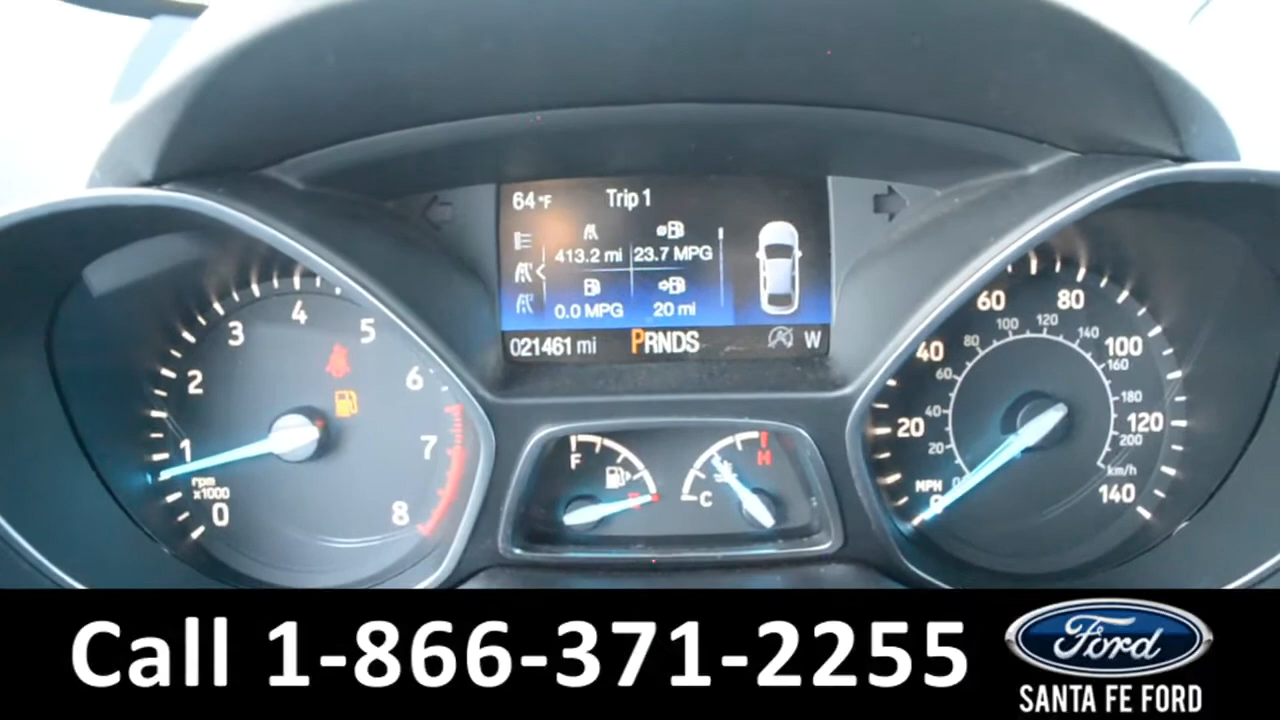 64°F Trip 1
413.2 mi 23.7 MPG
0.0 MPG 20 mi
021461 mi PRNDS W
0 1 2 3 4 5 6 7 8
rpm
x1000
F E
C H
0 20 40 60 80 100 120 140
MPH
0 20 40 60 80 100 120 140 160 180 200
km/h
Call 1-866-371-2255
Ford
SANTA FE FORD